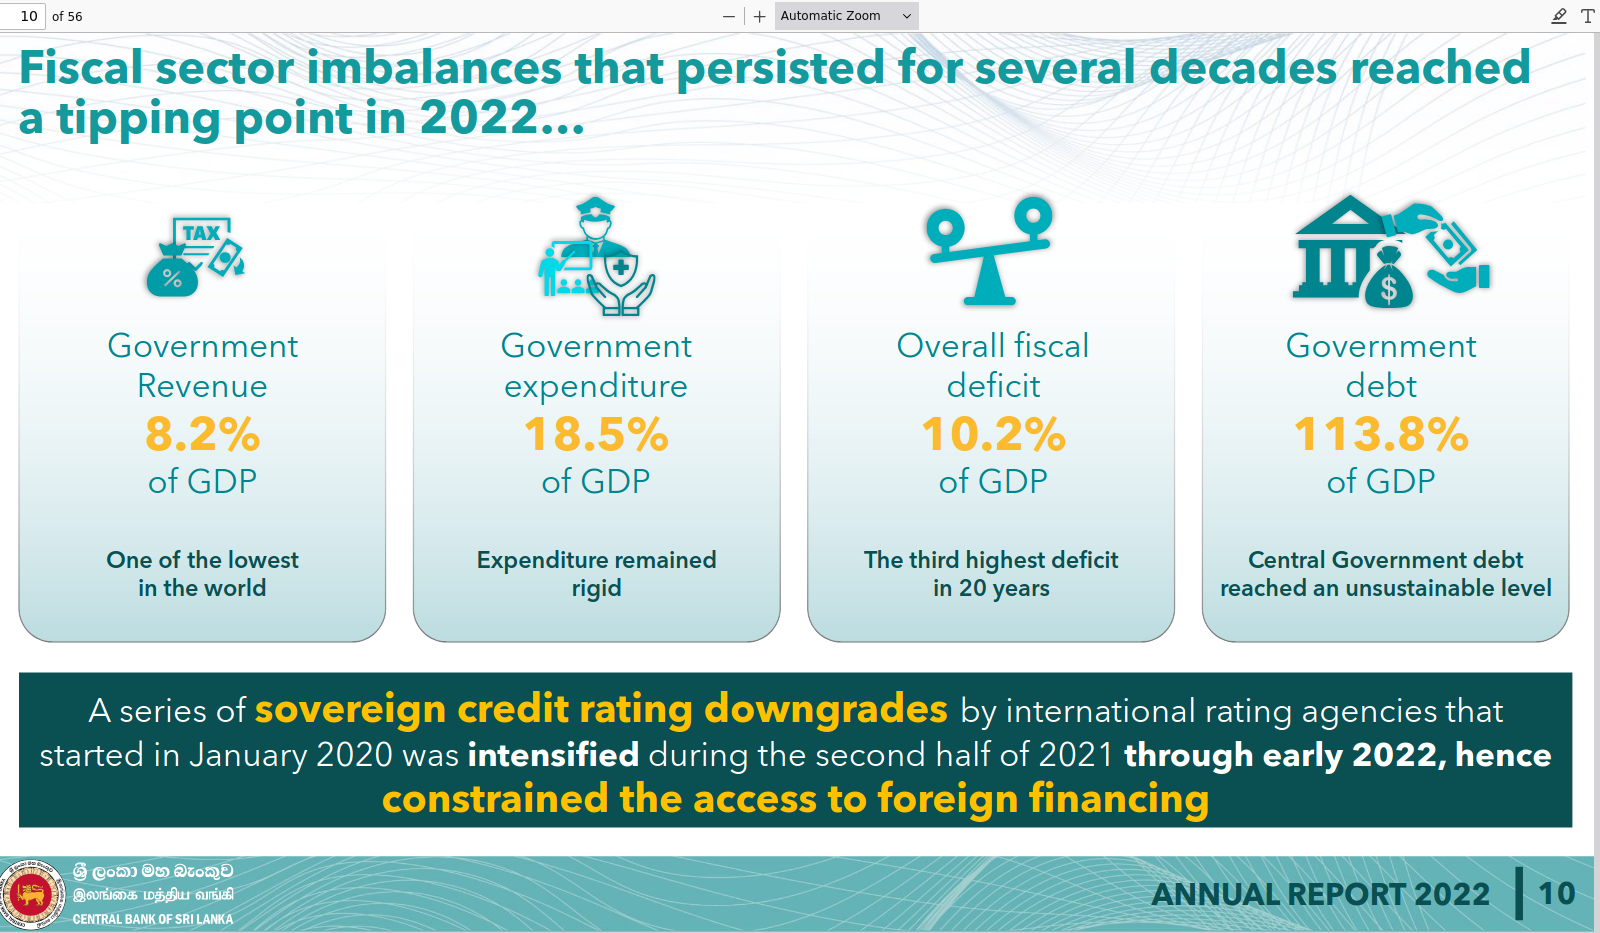 10 of 56
Automatic Zoom
Fiscal sector imbalances that persisted for several decades reached
a tipping point in 2022...
TAX
%
Government
Revenue
8.2%
of GDP
One of the lowest
in the world
Government
expenditure
18.5%
of GDP
Expenditure remained
rigid
Overall fiscal
deficit
10.2%
of GDP
The third highest deficit
in 20 years
$
Government
debt
113.8%
of GDP
Central Government debt
reached an unsustainable level
A series of sovereign credit rating downgrades by international rating agencies that
started in January 2020 was intensified during the second half of 2021 through early 2022, hence
constrained the access to foreign financing
ශ්‍රී ලංකා මහ බැංකුව
இலங்கை மத்திய வங்கி
CENTRAL BANK OF SRI LANKA
ANNUAL REPORT 2022 10